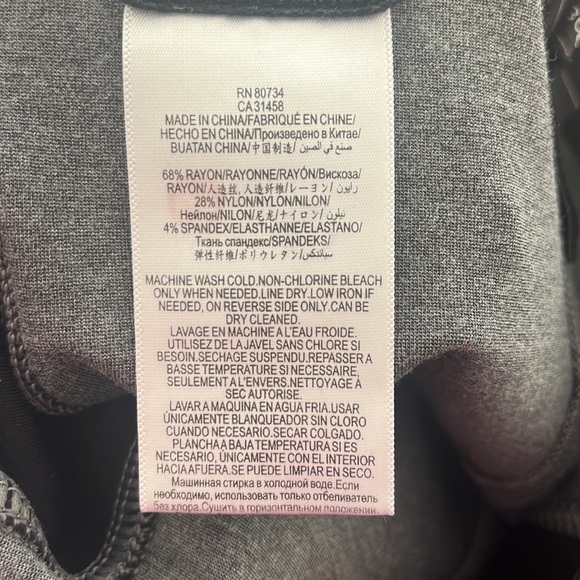 RN 80734
CA 31458
MADE IN CHINA/FABRIQUÉ EN CHINE/
HECHO EN CHINA/Произведено в Китае/
BUATAN CHINA/中国制造/ صنع في الصين
68% RAYON/RAYONNE/RAYÓN/Вискоза/
RAYON/人造丝, 人造纤维/レーヨン/ رايون
28% NYLON/NYLON/NILON/
Нейлон/NILON/尼龙/ナイロン/ نيلون
4% SPANDEX/ELASTHANNE/ELASTANO/
Ткань спандекс/SPANDEKS/
弹性纤维/ポリウレタン/ سباندكس
MACHINE WASH COLD.NON-CHLORINE BLEACH
ONLY WHEN NEEDED.LINE DRY.LOW IRON IF
NEEDED, ON REVERSE SIDE ONLY.CAN BE
DRY CLEANED.
LAVAGE EN MACHINE A L'EAU FROIDE.
UTILISEZ DE LA JAVEL SANS CHLORE SI
BESOIN.SECHAGE SUSPENDU.REPASSER A
BASSE TEMPERATURE SI NECESSAIRE,
SEULEMENT A L'ENVERS.NETTOYAGE À
SEC AUTORISE.
LAVAR A MAQUINA EN AGUA FRIA.USAR
ÚNICAMENTE BLANQUEADOR SIN CLORO
CUANDO NECESARIO.SECAR COLGADO.
PLANCHA A BAJA TEMPERATURA SI ES
NECESARIO, ÚNICAMENTE CON EL INTERIOR
HACIA AFUERA.SE PUEDE LIMPIAR EN SECO.
Машинная стирка в холодной воде.Если
необходимо, использовать только отбеливатель
без хлора.Сушить в горизонтальном положении.